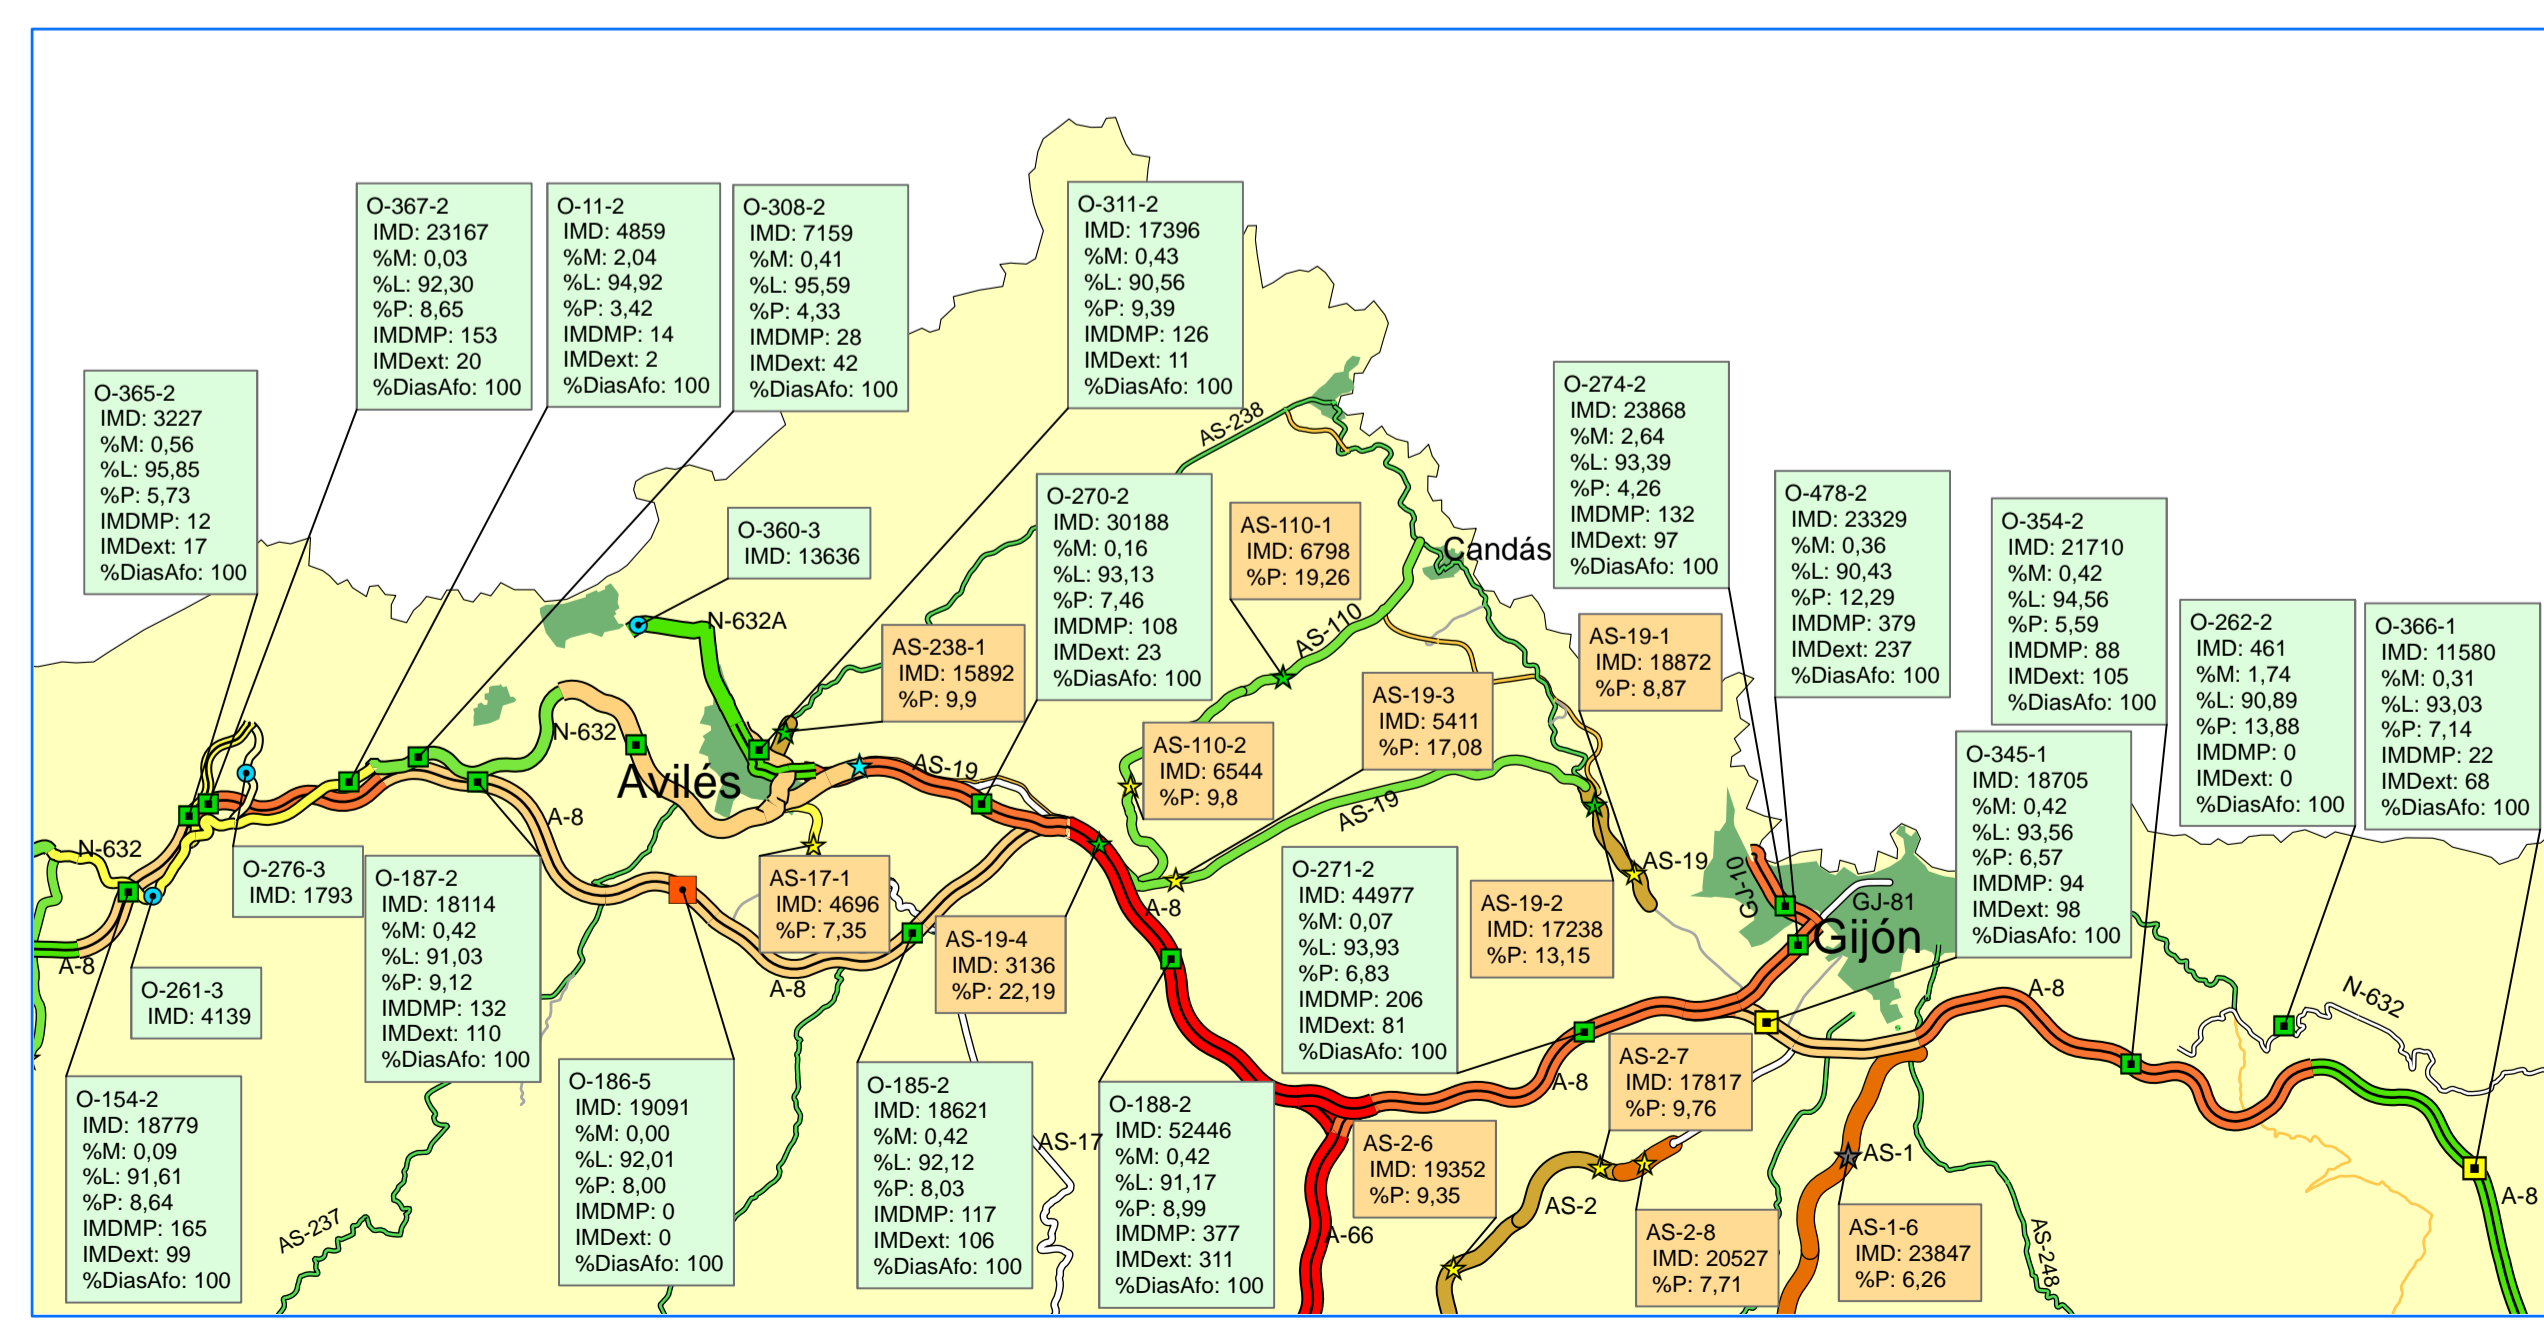 O-367-2
IMD: 23167
%M: 0,03
%L: 92,30
%P: 8,65
IMDMP: 153
IMDext: 20
%DiasAfo: 100
O-11-2
IMD: 4859
%M: 2,04
%L: 94,92
%P: 3,42
IMDMP: 14
IMDext: 2
%DiasAfo: 100
O-308-2
IMD: 7159
%M: 0,41
%L: 95,59
%P: 4,33
IMDMP: 28
IMDext: 42
%DiasAfo: 100
O-311-2
IMD: 17396
%M: 0,43
%L: 90,56
%P: 9,39
IMDMP: 126
IMDext: 11
%DiasAfo: 100
O-365-2
IMD: 3227
%M: 0,56
%L: 95,85
%P: 5,73
IMDMP: 12
IMDext: 17
%DiasAfo: 100
AS-238
O-274-2
IMD: 23868
%M: 2,64
%L: 93,39
%P: 4,26
IMDMP: 132
IMDext: 97
%DiasAfo: 100
O-360-3
IMD: 13636
O-270-2
IMD: 30188
%M: 0,16
%L: 93,13
%P: 7,46
IMDMP: 108
IMDext: 23
%DiasAfo: 100
AS-110-1
IMD: 6798
%P: 19,26
Candás
O-478-2
IMD: 23329
%M: 0,36
%L: 90,43
%P: 12,29
IMDMP: 379
IMDext: 237
%DiasAfo: 100
O-354-2
IMD: 21710
%M: 0,42
%L: 94,56
%P: 5,59
IMDMP: 88
IMDext: 105
%DiasAfo: 100
O-262-2
IMD: 461
%M: 1,74
%L: 90,89
%P: 13,88
IMDMP: 0
IMDext: 0
%DiasAfo: 100
O-366-1
IMD: 11580
%M: 0,31
%L: 93,03
%P: 7,14
IMDMP: 22
IMDext: 68
%DiasAfo: 100
N-632A
AS-238-1
IMD: 15892
%P: 9,9
AS-110
AS-19-1
IMD: 18872
%P: 8,87
AS-19-3
IMD: 5411
%P: 17,08
N-632
AS-110-2
IMD: 6544
%P: 9,8
Avilés
AS-19
O-345-1
IMD: 18705
%M: 0,42
%L: 93,56
%P: 6,57
IMDMP: 94
IMDext: 98
%DiasAfo: 100
A-8
AS-19
N-632
O-276-3
IMD: 1793
O-187-2
IMD: 18114
%M: 0,42
%L: 91,03
%P: 9,12
IMDMP: 132
IMDext: 110
%DiasAfo: 100
AS-17-1
IMD: 4696
%P: 7,35
A-8
O-271-2
IMD: 44977
%M: 0,07
%L: 93,93
%P: 6,83
IMDMP: 206
IMDext: 81
%DiasAfo: 100
AS-19
AS-19-2
IMD: 17238
%P: 13,15
GJ-10
GJ-81
Gijón
AS-19-4
IMD: 3136
%P: 22,19
A-8
O-261-3
IMD: 4139
A-8
A-8
N-632
O-154-2
IMD: 18779
%M: 0,09
%L: 91,61
%P: 8,64
IMDMP: 165
IMDext: 99
%DiasAfo: 100
O-186-5
IMD: 19091
%M: 0,00
%L: 92,01
%P: 8,00
IMDMP: 0
IMDext: 0
%DiasAfo: 100
O-185-2
IMD: 18621
%M: 0,42
%L: 92,12
%P: 8,03
IMDMP: 117
IMDext: 106
%DiasAfo: 100
O-188-2
IMD: 52446
%M: 0,42
%L: 91,17
%P: 8,99
IMDMP: 377
IMDext: 311
%DiasAfo: 100
A-8
AS-2-7
IMD: 17817
%P: 9,76
AS-17
AS-2-6
IMD: 19352
%P: 9,35
AS-1
AS-237
A-66
AS-2
AS-2-8
IMD: 20527
%P: 7,71
AS-1-6
IMD: 23847
%P: 6,26
AS-248
A-8